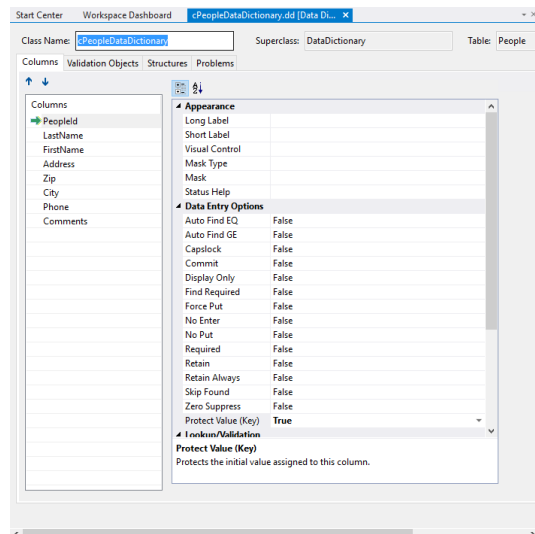 Start Center Workspace Dashboard cPeopleDataDictionary.dd [Data Di... ×
Class Name: cPeopleDataDictionary Superclass: DataDictionary Table: People
Columns Validation Objects Structures Problems
Columns
PeopleId
LastName
FirstName
Address
Zip
City
Phone
Comments
Appearance
Long Label
Short Label
Visual Control
Mask Type
Mask
Status Help
Data Entry Options
Auto Find EQ False
Auto Find GE False
Capslock False
Commit False
Display Only False
Find Required False
Force Put False
No Enter False
No Put False
Required False
Retain False
Retain Always False
Skip Found False
Zero Suppress False
Protect Value (Key) True
Lookup/Validation
Protect Value (Key)
Protects the initial value assigned to this column.